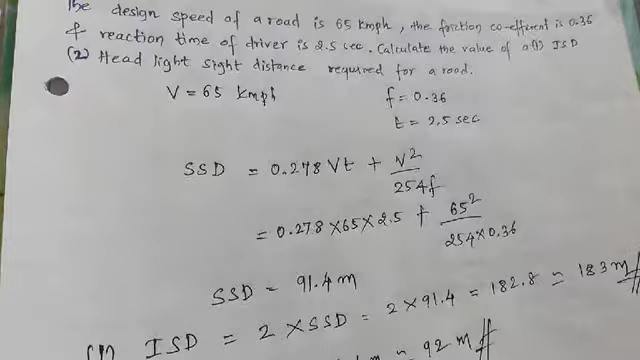 The design speed of a road is 65 kmph, the friction co-efficient is 0.36
& reaction time of driver is 2.5 sec. Calculate the value of (1) ISD
(2) Head light sight distance required for a road.
V = 65 kmph f = 0.36
t = 2.5 sec
SSD = 0.278 Vt + V²/254f
= 0.278 × 65 × 2.5 + 65²/254×0.36
SSD = 91.4 m
(1) ISD = 2 × SSD = 2 × 91.4 = 182.8 ≃ 183 m
m ≃ 92 m